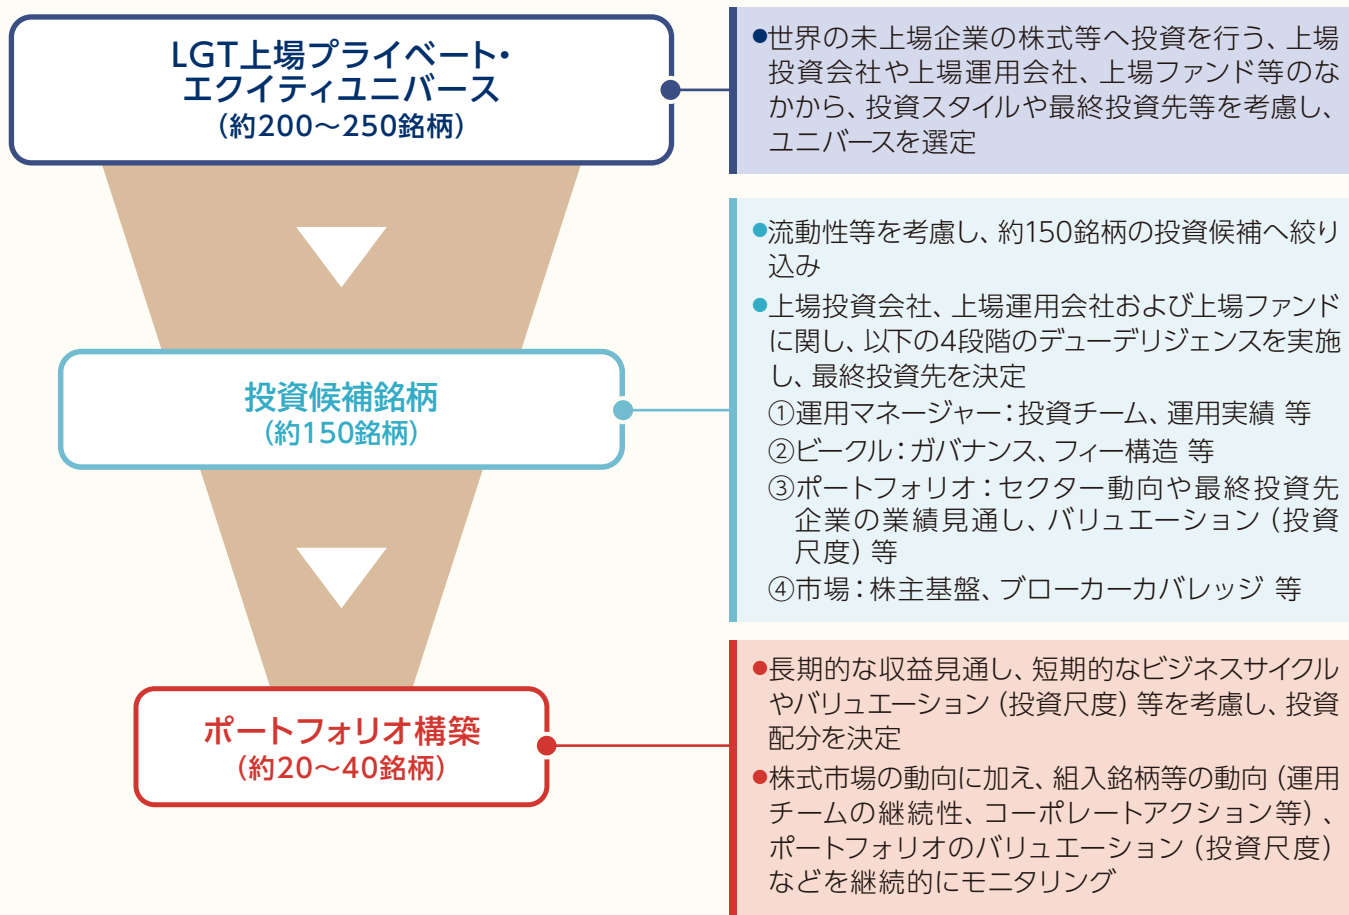 LGT上場プライベート・
エクイティユニバース
（約200～250銘柄）
●世界の未上場企業の株式等へ投資を行う、上場
投資会社や上場運用会社、上場ファンド等のな
かから、投資スタイルや最終投資先等を考慮し、
ユニバースを選定
投資候補銘柄
（約150銘柄）
●流動性等を考慮し、約150銘柄の投資候補へ絞り
込み
●上場投資会社、上場運用会社および上場ファンド
に関し、以下の4段階のデューデリジェンスを実施
し、最終投資先を決定
①運用マネージャー：投資チーム、運用実績 等
②ビークル：ガバナンス、フィー構造 等
③ポートフォリオ：セクター動向や最終投資先
企業の業績見通し、バリュエーション（投資
尺度）等
④市場：株主基盤、ブローカーカバレッジ 等
ポートフォリオ構築
（約20～40銘柄）
●長期的な収益見通し、短期的なビジネスサイクル
やバリュエーション（投資尺度）等を考慮し、投資
配分を決定
●株式市場の動向に加え、組入銘柄等の動向（運用
チームの継続性、コーポレートアクション等）、
ポートフォリオのバリュエーション（投資尺度）
などを継続的にモニタリング